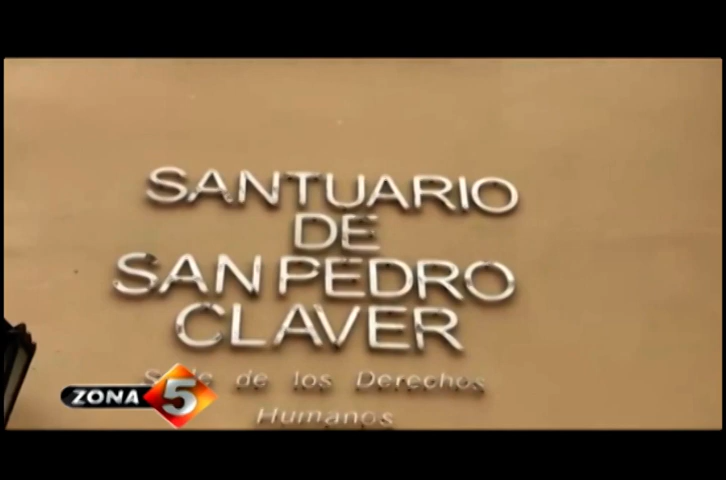 SANTUARIO
DE
SAN PEDRO
CLAVER
de los Derechos
Humanos
ZONA 5